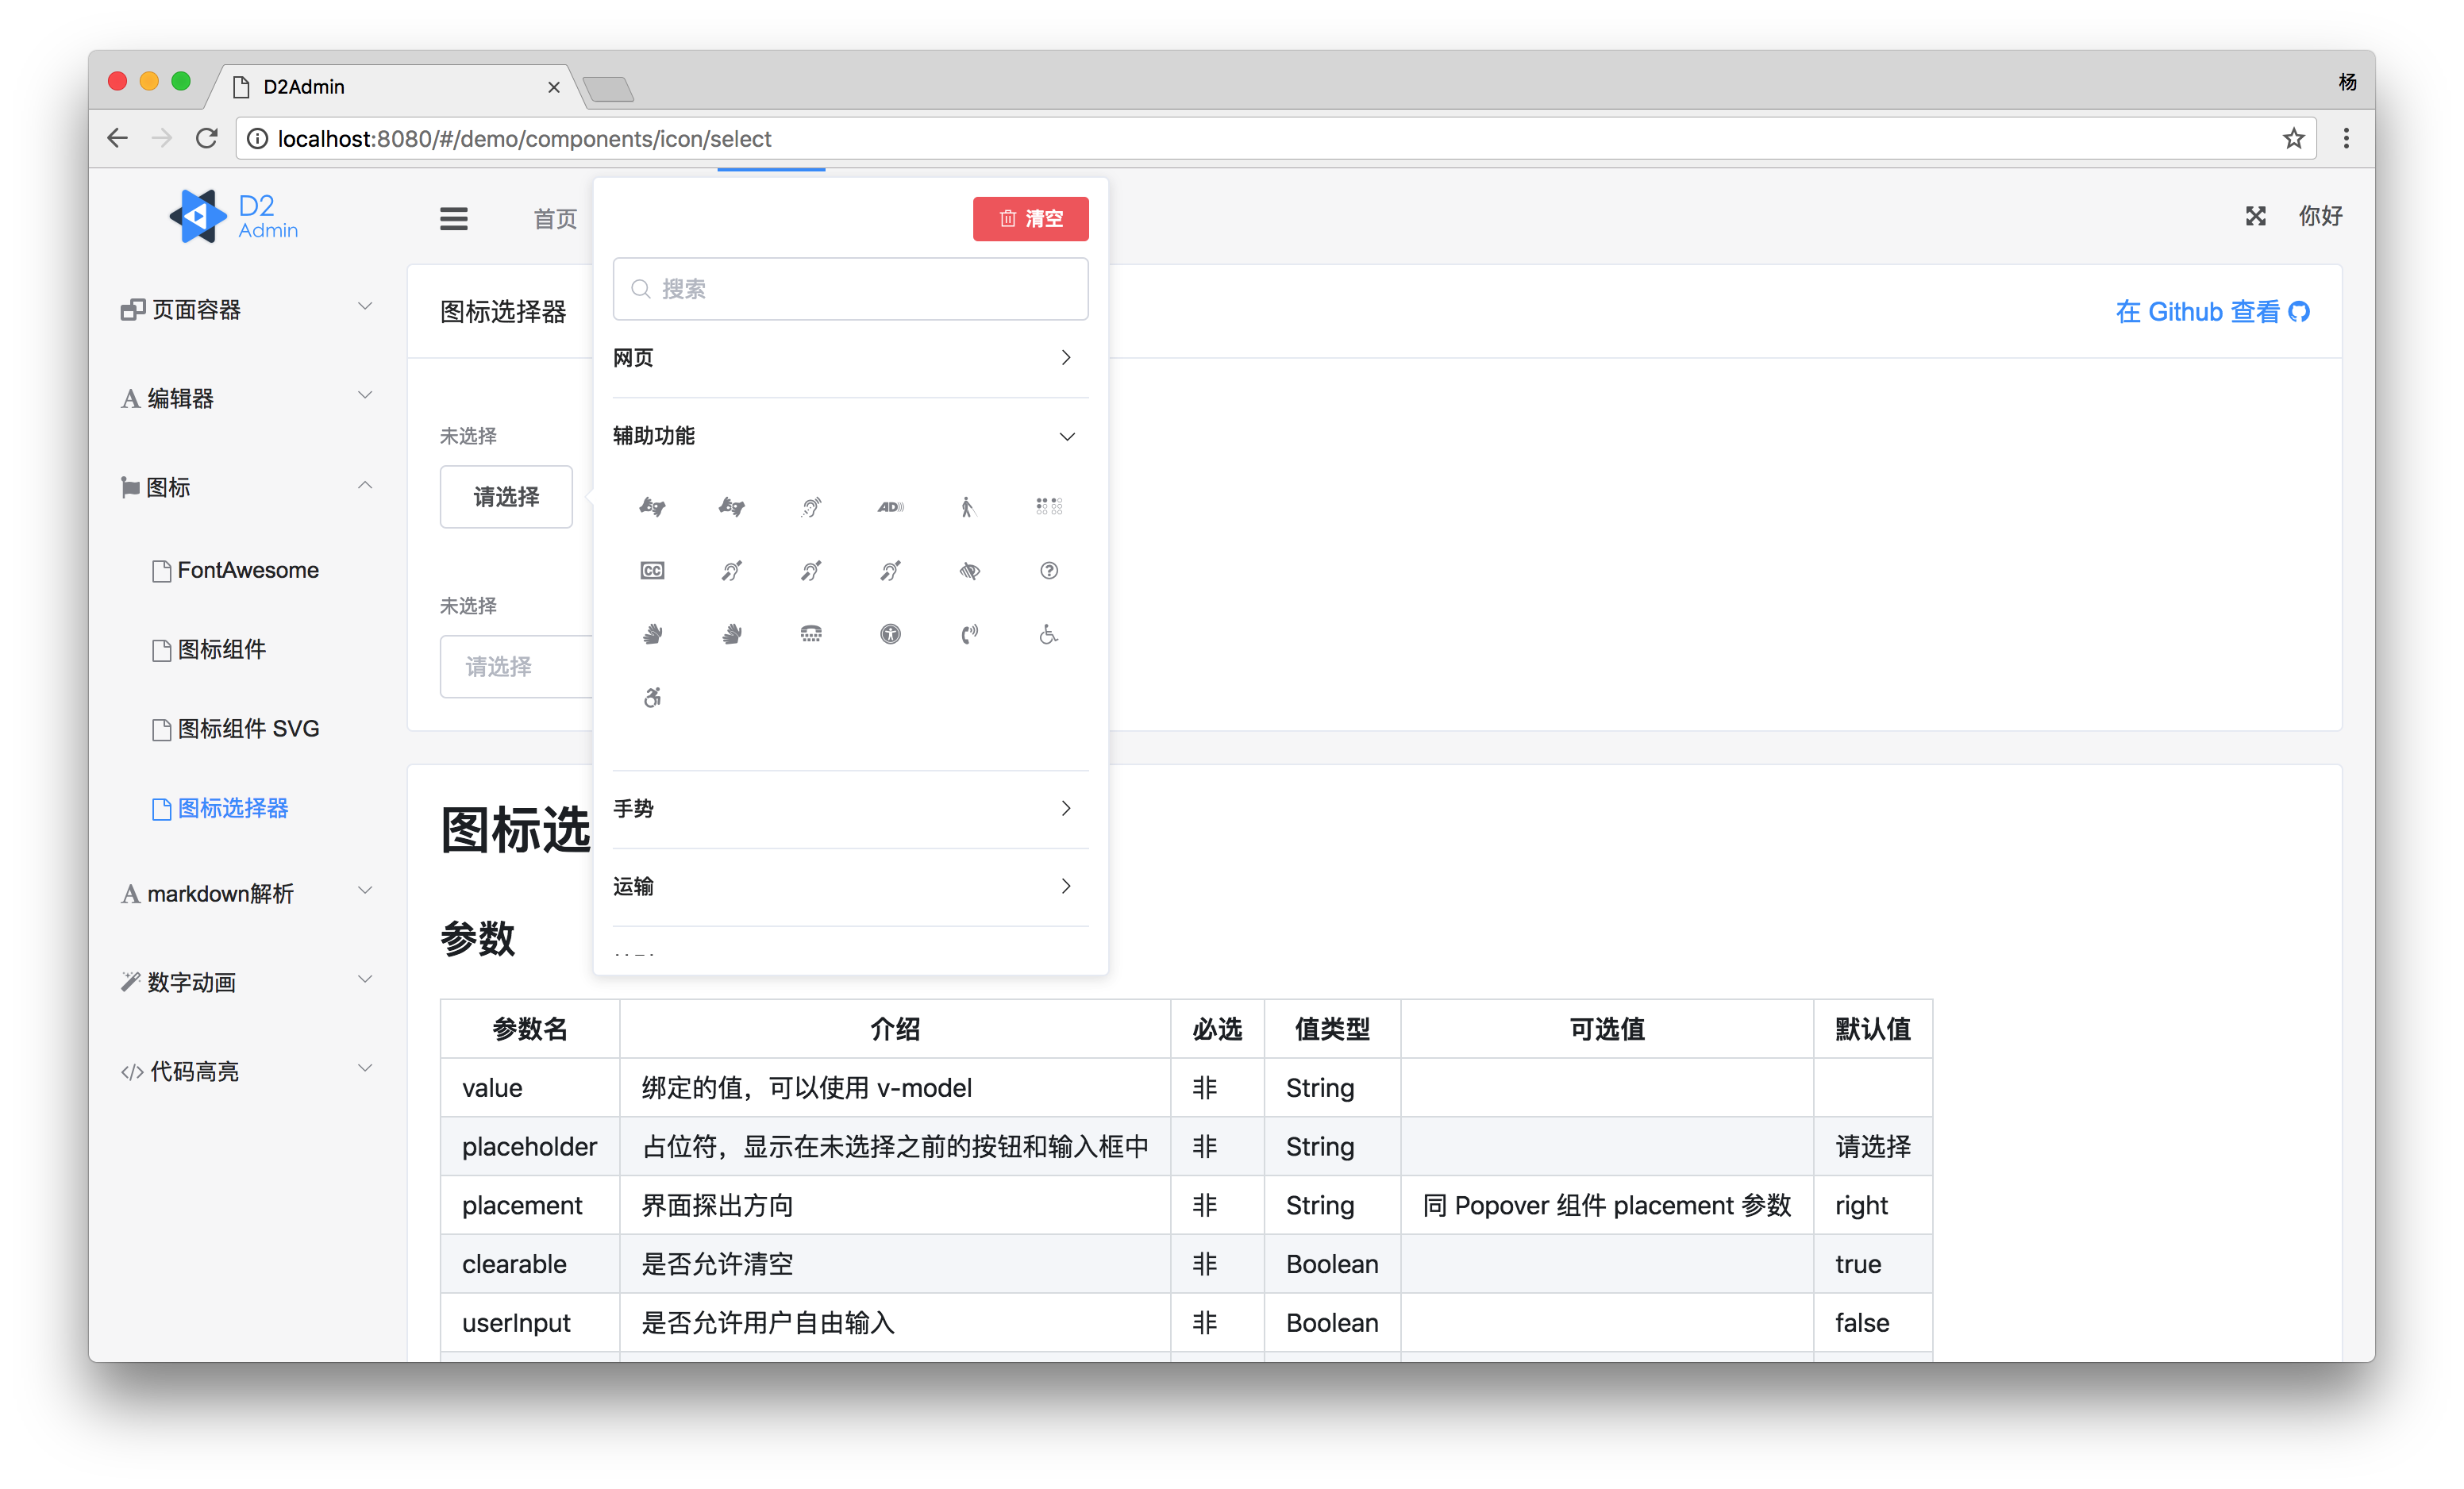 D2Admin
杨
localhost:8080/#/demo/components/icon/select
D2
Admin
首页
你好
页面容器
编辑器
图标
FontAwesome
图标组件
图标组件 SVG
图标选择器
markdown解析
数字动画
代码高亮
图标选择器
在 Github 查看
未选择
请选择
未选择
请选择
清空
搜索
网页
辅助功能
AD
CC
手势
运输
图标选
参数
参数名 介绍 必选 值类型 可选值 默认值
value 绑定的值，可以使用 v-model 非 String
placeholder 占位符，显示在未选择之前的按钮和输入框中 非 String 请选择
placement 界面探出方向 非 String 同 Popover 组件 placement 参数 right
clearable 是否允许清空 非 Boolean true
userInput 是否允许用户自由输入 非 Boolean false